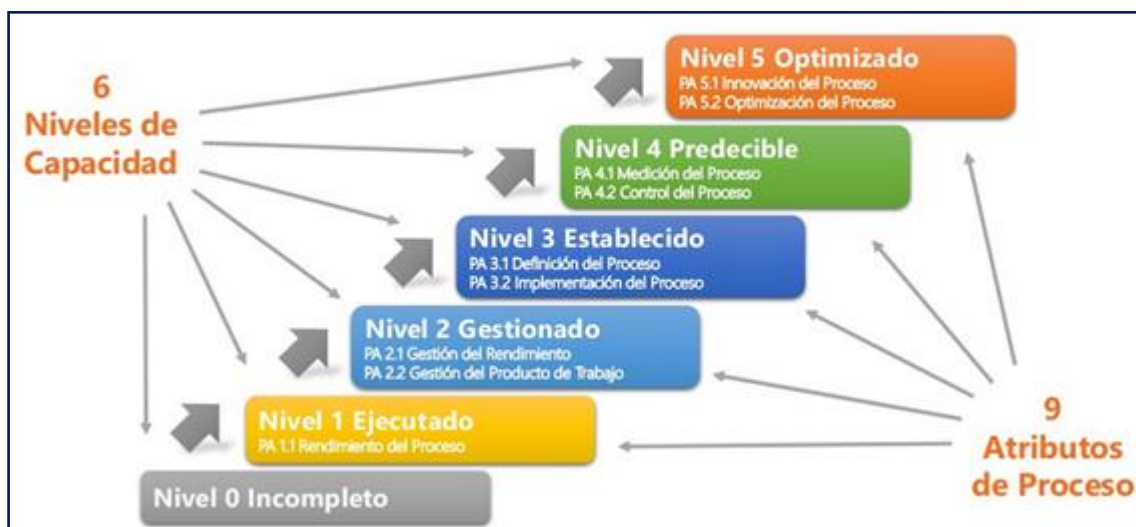 6
Niveles de
Capacidad
Nivel 5 Optimizado
PA 5.1 Innovación del Proceso
PA 5.2 Optimización del Proceso
Nivel 4 Predecible
PA 4.1 Medición del Proceso
PA 4.2 Control del Proceso
Nivel 3 Establecido
PA 3.1 Definición del Proceso
PA 3.2 Implementación del Proceso
Nivel 2 Gestionado
PA 2.1 Gestión del Rendimiento
PA 2.2 Gestión del Producto de Trabajo
Nivel 1 Ejecutado
PA 1.1 Rendimiento del Proceso
Nivel 0 Incompleto
9
Atributos
de Proceso